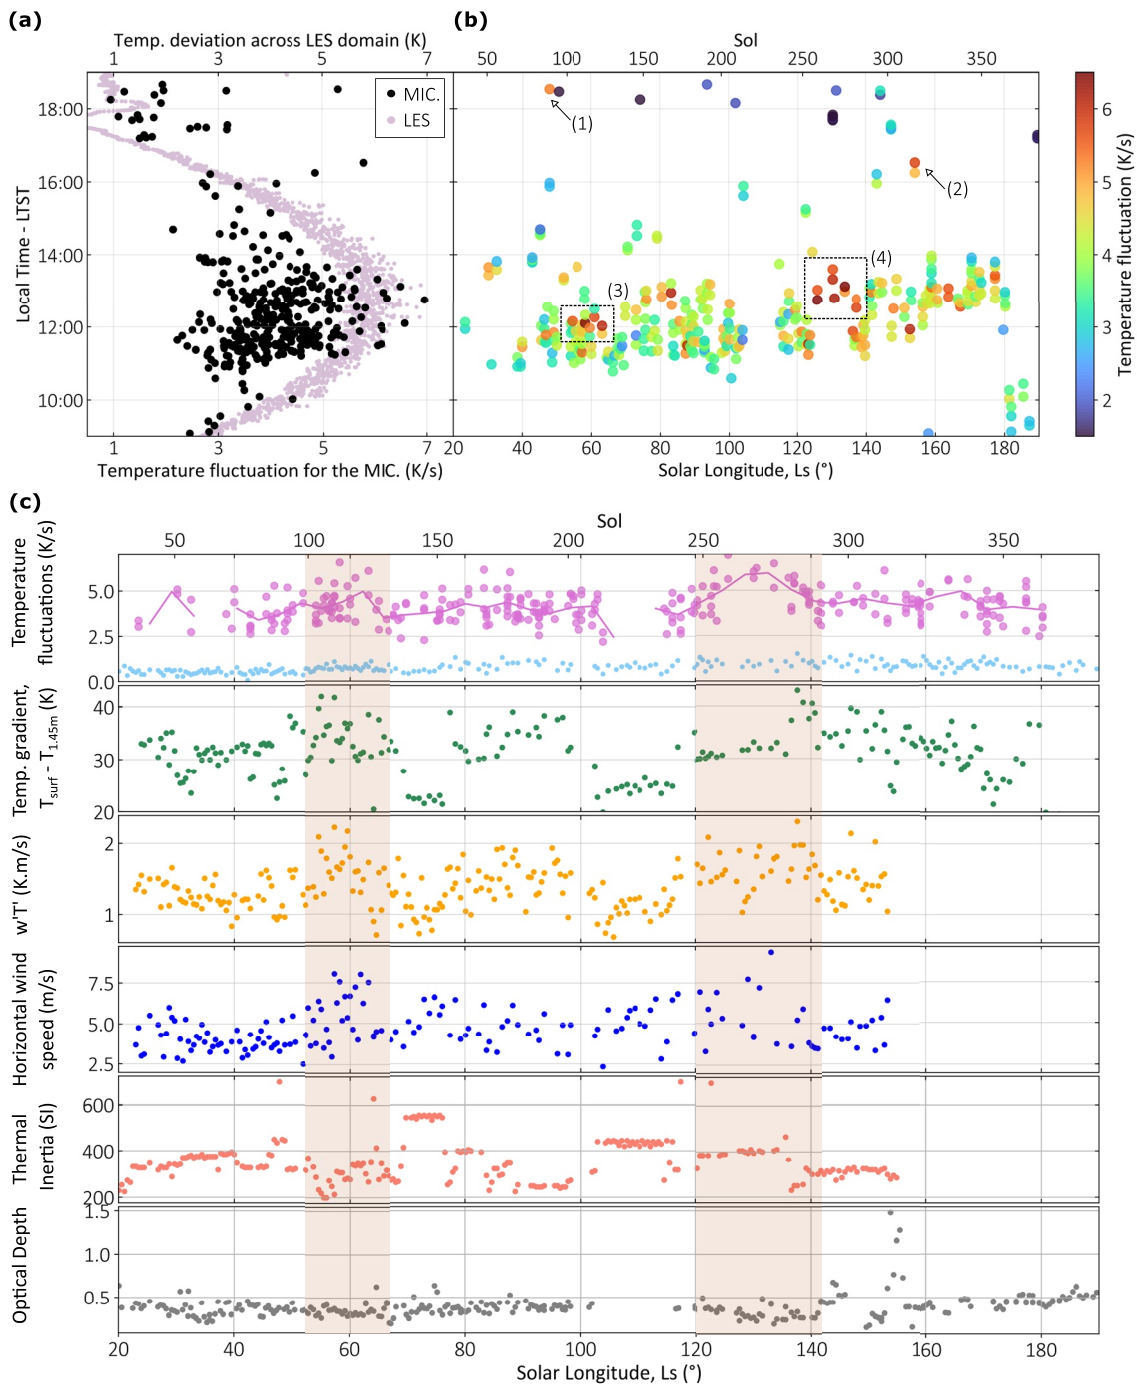 (a)
(b)
Temp. deviation across LES domain (K)
Sol
1 3 5 7
50 100 150 200 250 300 350
MIC.
LES
18:00
16:00
14:00
12:00
10:00
Local Time - LTST
(1)
(2)
(3)
(4)
6
5
4
3
2
Temperature fluctuation (K/s)
1 3 5 7
20 40 60 80 100 120 140 160 180
Temperature fluctuation for the MIC. (K/s)
Solar Longitude, Ls (°)
(c)
Sol
50 100 150 200 250 300 350
Temperature
fluctuations (K/s)
5.0
2.5
0.0
Temp. gradient,
Tsurf - T1.45m (K)
40
30
20
w'T' (K.m/s)
2
1
Horizontal wind
speed (m/s)
7.5
5.0
2.5
Thermal
Inertia (SI)
600
400
200
Optical Depth
1.5
1.0
0.5
20 40 60 80 100 120 140 160 180
Solar Longitude, Ls (°)